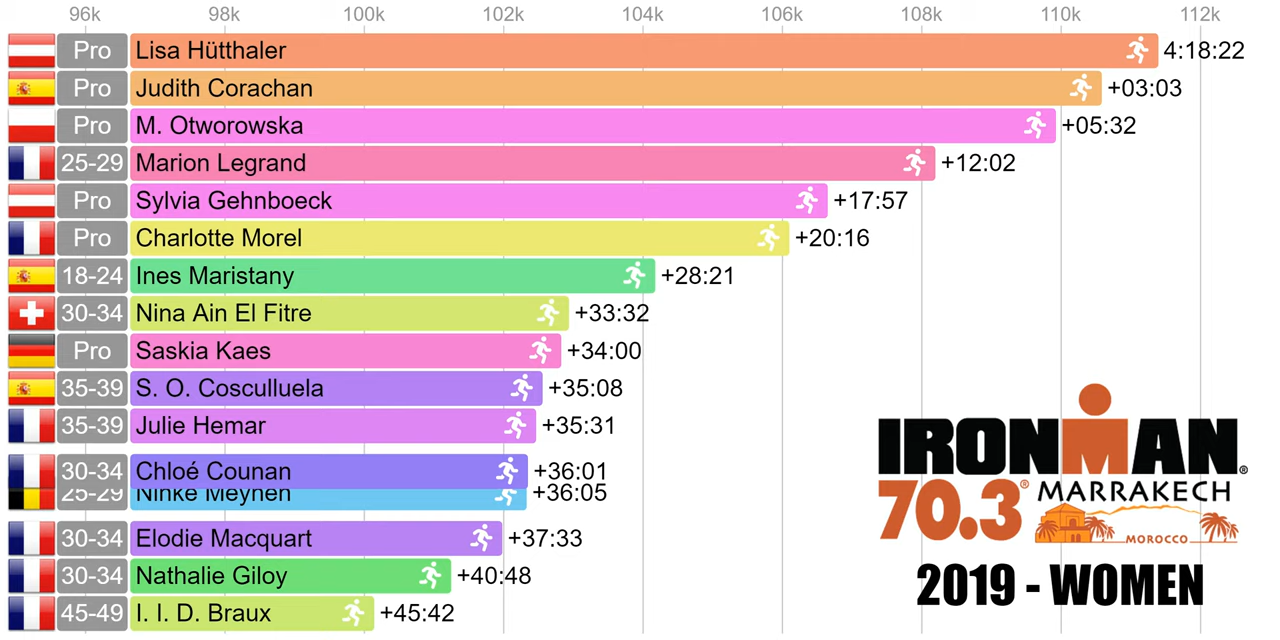 96k 98k 100k 102k 104k 106k 108k 110k 112k
Pro Lisa Hütthaler 4:18:22
Pro Judith Corachan +03:03
Pro M. Otworowska +05:32
25-29 Marion Legrand +12:02
Pro Sylvia Gehnboeck +17:57
Pro Charlotte Morel +20:16
18-24 Ines Maristany +28:21
30-34 Nina Ain El Fitre +33:32
Pro Saskia Kaes +34:00
35-39 S. O. Cosculluela +35:08
35-39 Julie Hemar +35:31
30-34 Chloé Counan +36:01
25-29 Ninke Meynen +36:05
30-34 Elodie Macquart +37:33
30-34 Nathalie Giloy +40:48
45-49 I. I. D. Braux +45:42
IRONMAN®
70.3® MARRAKECH
MOROCCO
2019 - WOMEN